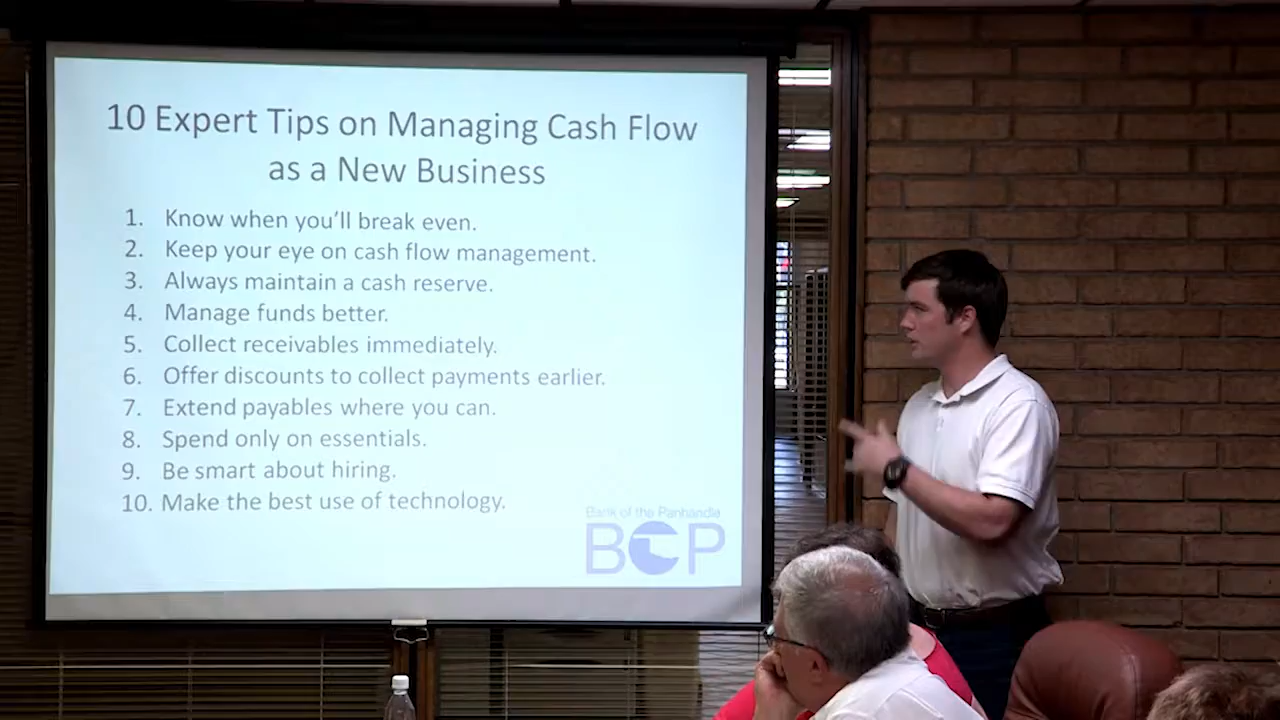 10 Expert Tips on Managing Cash Flow
as a New Business
1. Know when you'll break even.
2. Keep your eye on cash flow management.
3. Always maintain a cash reserve.
4. Manage funds better.
5. Collect receivables immediately.
6. Offer discounts to collect payments earlier.
7. Extend payables where you can.
8. Spend only on essentials.
9. Be smart about hiring.
10. Make the best use of technology.
Bank of the Panhandle
BOP